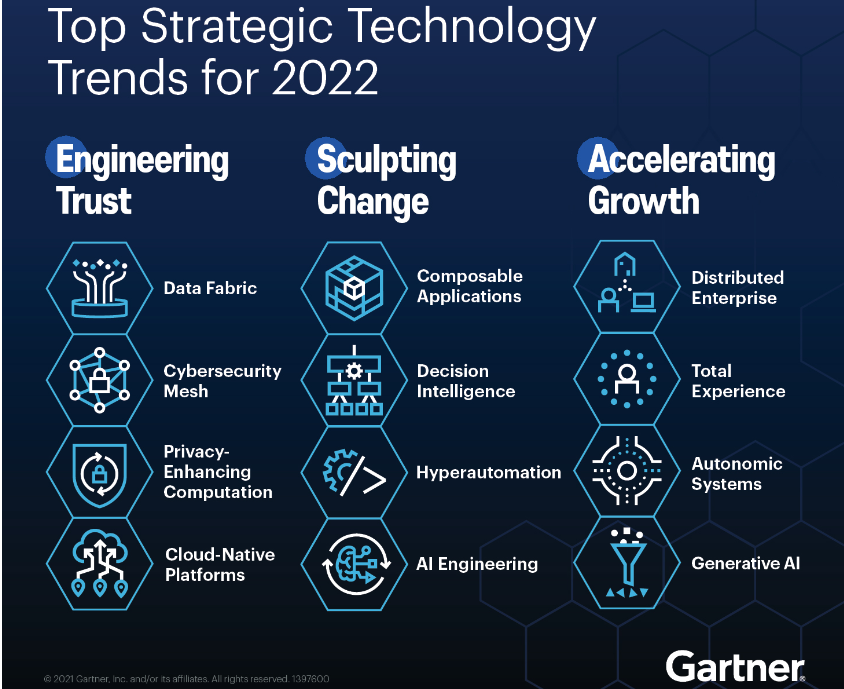 Top Strategic Technology
Trends for 2022
Engineering
Trust
Data Fabric
Cybersecurity
Mesh
Privacy-
Enhancing
Computation
Cloud-Native
Platforms
Sculpting
Change
Composable
Applications
Decision
Intelligence
Hyperautomation
AI Engineering
Accelerating
Growth
Distributed
Enterprise
Total
Experience
Autonomic
Systems
Generative AI
© 2021 Gartner, Inc. and/or its affiliates. All rights reserved. 1397600
Gartner®